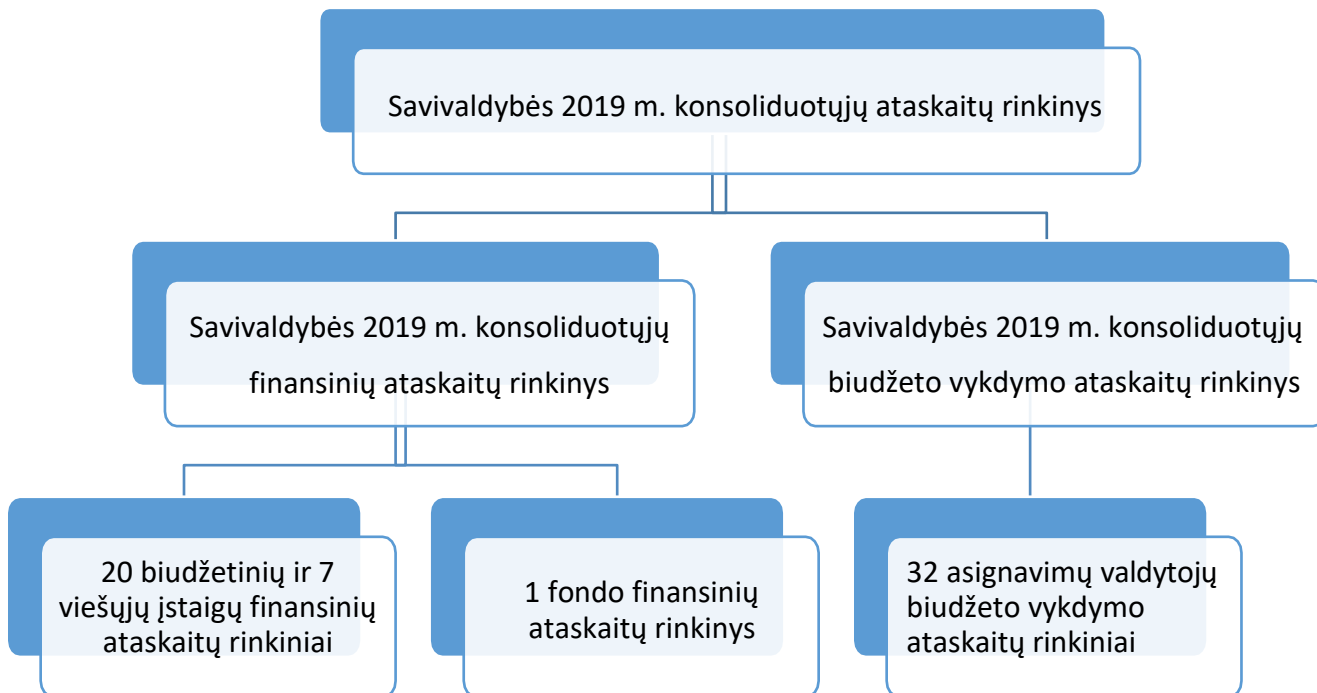 Savivaldybės 2019 m. konsoliduotųjų ataskaitų rinkinys
Savivaldybės 2019 m. konsoliduotųjų
finansinių ataskaitų rinkinys
Savivaldybės 2019 m. konsoliduotųjų
biudžeto vykdymo ataskaitų rinkinys
20 biudžetinių ir 7
viešųjų įstaigų finansinių
ataskaitų rinkiniai
1 fondo finansinių
ataskaitų rinkinys
32 asignavimų valdytojų
biudžeto vykdymo
ataskaitų rinkiniai